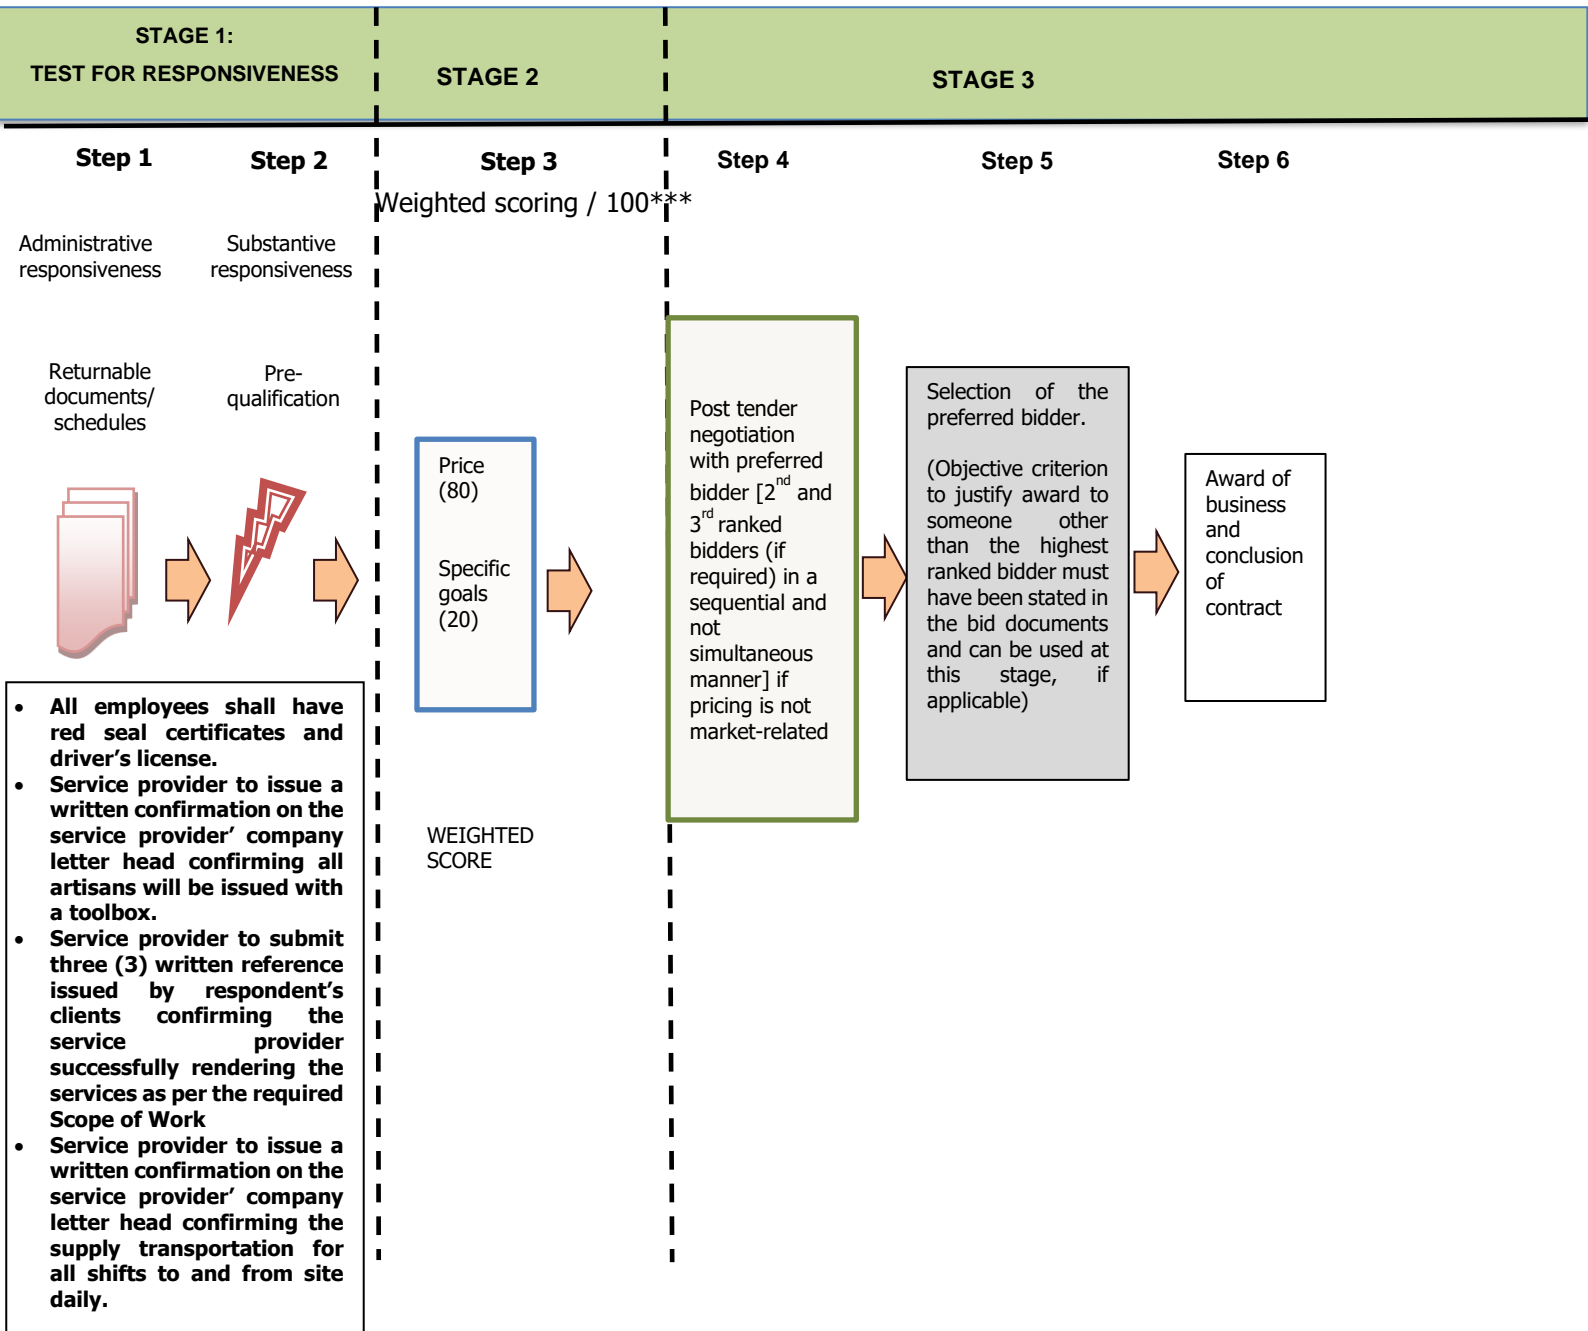 STAGE 1:
TEST FOR RESPONSIVENESS
STAGE 2
STAGE 3
Step 1
Step 2
Step 3
Step 4
Step 5
Step 6
Weighted scoring / 100***
Administrative
responsiveness
Substantive
responsiveness
Returnable
documents/
schedules
Pre-
qualification
Price
(80)
Specific
goals
(20)
WEIGHTED
SCORE
Post tender
negotiation
with preferred
bidder [2nd and
3rd ranked
bidders (if
required) in a
sequential and
not
simultaneous
manner] if
pricing is not
market-related
Selection of the
preferred bidder.
(Objective criterion
to justify award to
someone other
than the highest
ranked bidder must
have been stated in
the bid documents
and can be used at
this stage, if
applicable)
Award of
business
and
conclusion
of
contract
• All employees shall have
red seal certificates and
driver’s license.
• Service provider to issue a
written confirmation on the
service provider’ company
letter head confirming all
artisans will be issued with
a toolbox.
• Service provider to submit
three (3) written reference
issued by respondent’s
clients confirming the
service provider
successfully rendering the
services as per the required
Scope of Work
• Service provider to issue a
written confirmation on the
service provider’ company
letter head confirming the
supply transportation for
all shifts to and from site
daily.